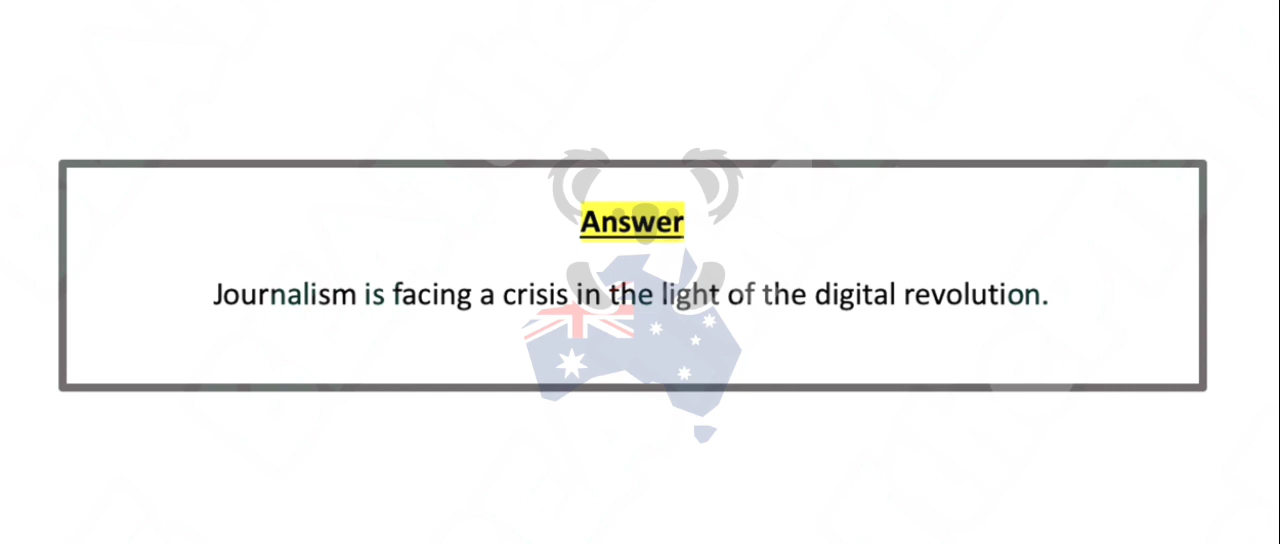 Answer
Journalism is facing a crisis in the light of the digital revolution.